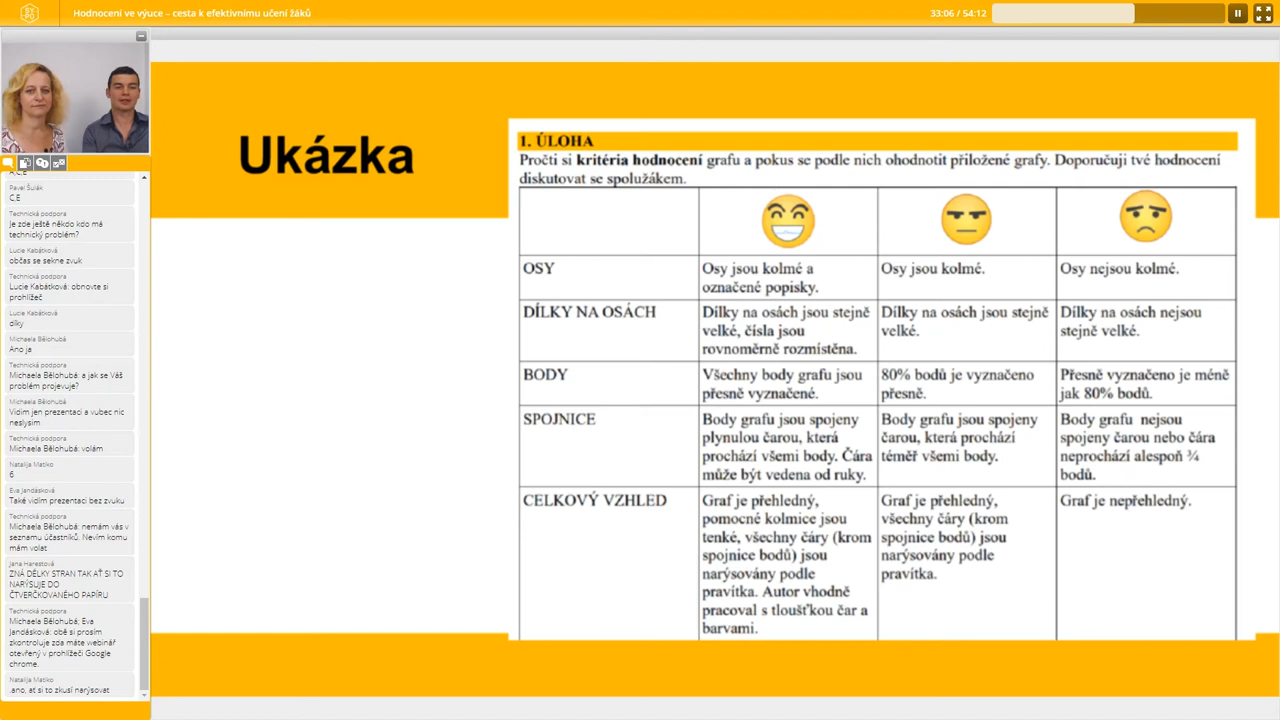 Hodnocení ve výuce – cesta k efektivnímu učení žáků
33:06 / 54:12
A,C,E
Pavel Šulák
C,E
Technická podpora
Je zde ještě někdo kdo má
technický problém?
Lucie Kabátková
občas se sekne zvuk
Technická podpora
Lucie Kabátková: obnovte si
prohlížeč
Lucie Kabátková
díky
Michaela Bělohubá
Ano ja
Technická podpora
Michaela Bělohubá: a jak se Váš
problém projevuje?
Michaela Bělohubá
Vidim jen prezentaci a vubec nic
neslysim
Technická podpora
Michaela Bělohubá: volám
Natalija Matiko
6
Eva Jandásková
Také vidím prezentaci bez zvuku
Technická podpora
Michaela Bělohubá: nemám vás v
seznamu účastníků. Nevím komu
mám volat
Jana Harestová
ZNÁ DÉLKY STRAN TAK AŤ SI TO
NARÝSUJE DO
ČTVEREČKOVANÉHO PAPÍRU
Technická podpora
Michaela Bělohubá; Eva
Jandásková: obě si prosím
zkontroluje zda máte webinář
otevřený v prohlížeči Google
chrome.
Natalija Matiko
.ano, ať si to zkusí narýsovat
Ukázka
1. ÚLOHA
Pročti si kritéria hodnocení grafu a pokus se podle nich ohodnotit přiložené grafy. Doporučuji tvé hodnocení
diskutovat se spolužákem.
OSY
Osy jsou kolmé a
označené popisky.
Osy jsou kolmé.
Osy nejsou kolmé.
DÍLKY NA OSÁCH
Dílky na osách jsou stejně
velké, čísla jsou
rovnoměrně rozmístěna.
Dílky na osách jsou stejně
velké.
Dílky na osách nejsou
stejně velké.
BODY
Všechny body grafu jsou
přesně vyznačené.
80% bodů je vyznačeno
přesně.
Přesně vyznačeno je méně
jak 80% bodů.
SPOJNICE
Body grafu jsou spojeny
plynulou čarou, která
prochází všemi body. Čára
může být vedena od ruky.
Body grafu jsou spojeny
čarou, která prochází
téměř všemi body.
Body grafu nejsou
spojeny čarou nebo čára
neprochází alespoň ¾
bodů.
CELKOVÝ VZHLED
Graf je přehledný,
pomocné kolmice jsou
tenké, všechny čáry (krom
spojnice bodů) jsou
narýsovány podle
pravítka. Autor vhodně
pracoval s tloušťkou čar a
barvami.
Graf je přehledný,
všechny čáry (krom
spojnice bodů) jsou
narýsovány podle
pravítka.
Graf je nepřehledný.